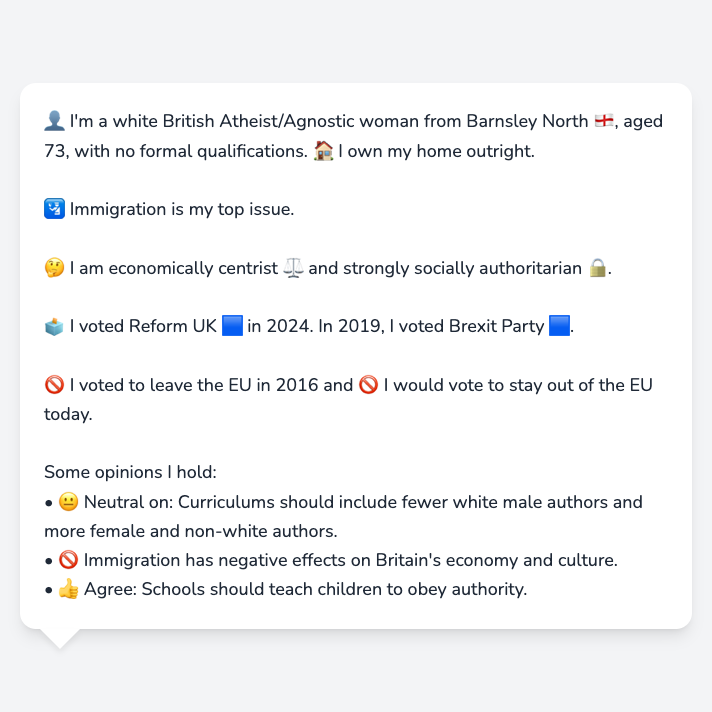 👤 I'm a white British Atheist/Agnostic woman from Barnsley North 🏴󠁧󠁢󠁥󠁮󠁧󠁿, aged
73, with no formal qualifications. 🏠 I own my home outright.
🛂 Immigration is my top issue.
🤔 I am economically centrist ⚖️ and strongly socially authoritarian 🔒.
🗳️ I voted Reform UK 🟦 in 2024. In 2019, I voted Brexit Party 🟦.
🚫 I voted to leave the EU in 2016 and 🚫 I would vote to stay out of the EU
today.
Some opinions I hold:
• 😐 Neutral on: Curriculums should include fewer white male authors and
more female and non-white authors.
• 🚫 Immigration has negative effects on Britain's economy and culture.
• 👍 Agree: Schools should teach children to obey authority.